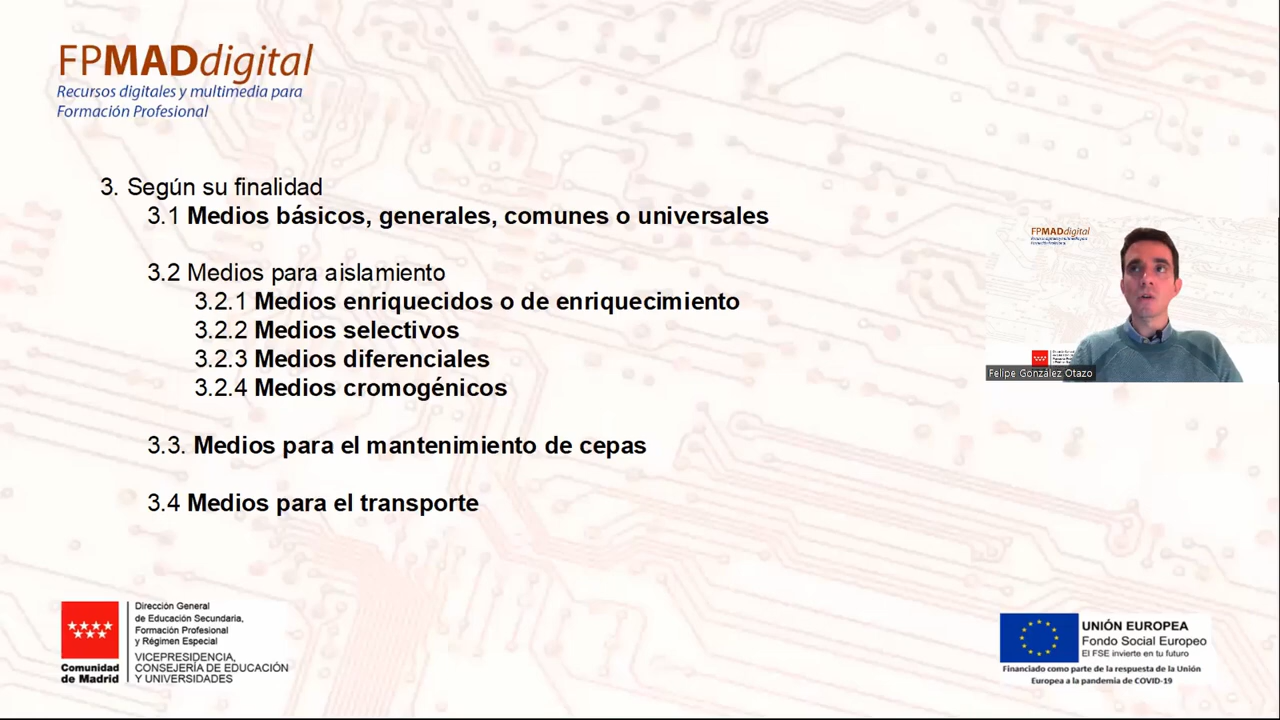 FPMADdigital
Recursos digitales y multimedia para
Formación Profesional
3. Según su finalidad
3.1 Medios básicos, generales, comunes o universales
3.2 Medios para aislamiento
3.2.1 Medios enriquecidos o de enriquecimiento
3.2.2 Medios selectivos
3.2.3 Medios diferenciales
3.2.4 Medios cromogénicos
3.3. Medios para el mantenimiento de cepas
3.4 Medios para el transporte
FPMADdigital
Felipe González Otazo
Comunidad
de Madrid
Dirección General
de Educación Secundaria,
Formación Profesional
y Régimen Especial
VICEPRESIDENCIA,
CONSEJERÍA DE EDUCACIÓN
Y UNIVERSIDADES
UNIÓN EUROPEA
Fondo Social Europeo
El FSE invierte en tu futuro
Financiado como parte de la respuesta de la Unión
Europea a la pandemia de COVID-19